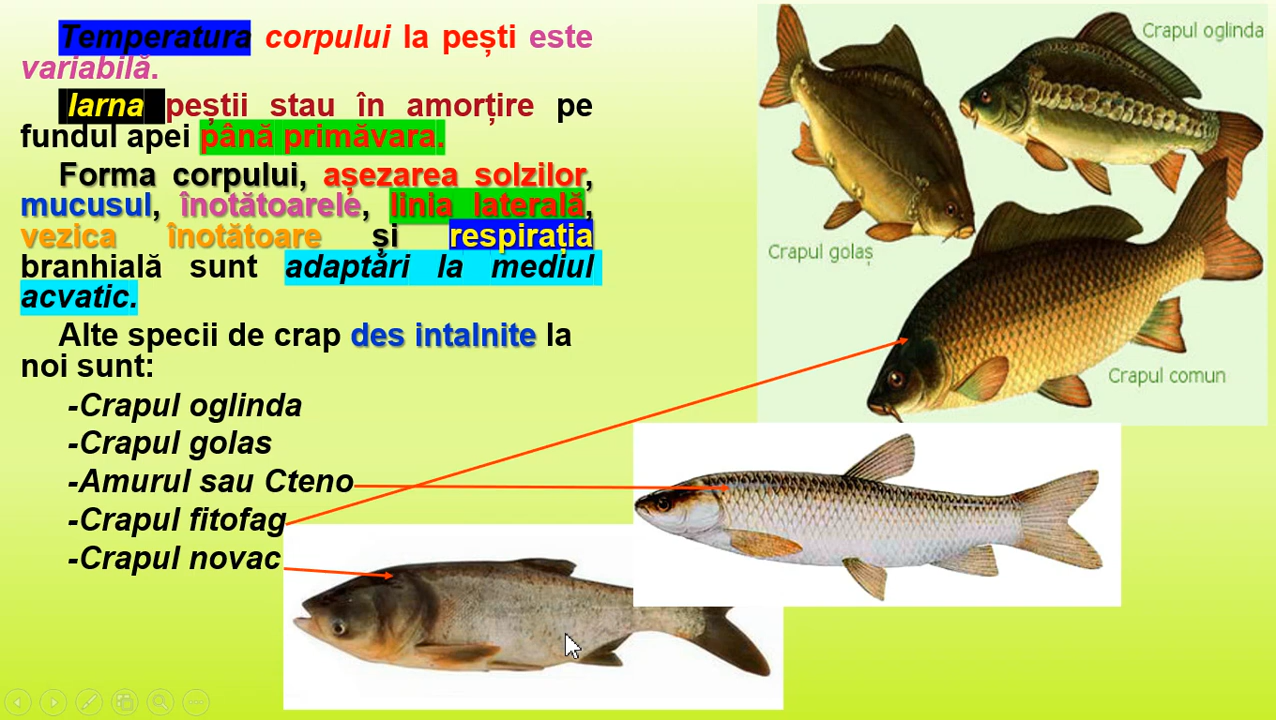 Temperatura corpului la pești este
variabilă.
Iarna peștii stau în amorțire pe
fundul apei până primăvara.
Forma corpului, așezarea solzilor,
mucusul, înotătoarele, linia laterală,
vezica înotătoare și respirația
branhială sunt adaptări la mediul
acvatic.
Alte specii de crap des intalnite la
noi sunt:
-Crapul oglinda
-Crapul golas
-Amurul sau Cteno
-Crapul fitofag
-Crapul novac
Crapul oglinda
Crapul golaș
Crapul comun